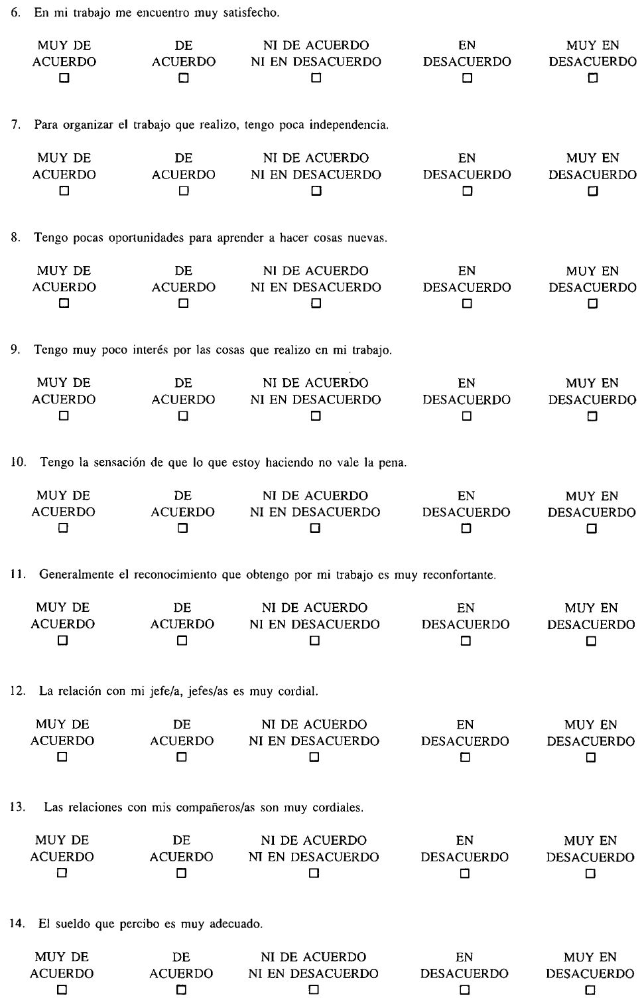 6. En mi trabajo me encuentro muy satisfecho.
MUY DE DE NI DE ACUERDO EN MUY EN
ACUERDO ACUERDO NI EN DESACUERDO DESACUERDO DESACUERDO
☐ ☐ ☐ ☐ ☐
7. Para organizar el trabajo que realizo, tengo poca independencia.
MUY DE DE NI DE ACUERDO EN MUY EN
ACUERDO ACUERDO NI EN DESACUERDO DESACUERDO DESACUERDO
☐ ☐ ☐ ☐ ☐
8. Tengo pocas oportunidades para aprender a hacer cosas nuevas.
MUY DE DE NI DE ACUERDO EN MUY EN
ACUERDO ACUERDO NI EN DESACUERDO DESACUERDO DESACUERDO
☐ ☐ ☐ ☐ ☐
9. Tengo muy poco interés por las cosas que realizo en mi trabajo.
MUY DE DE NI DE ACUERDO EN MUY EN
ACUERDO ACUERDO NI EN DESACUERDO DESACUERDO DESACUERDO
☐ ☐ ☐ ☐ ☐
10. Tengo la sensación de que lo que estoy haciendo no vale la pena.
MUY DE DE NI DE ACUERDO EN MUY EN
ACUERDO ACUERDO NI EN DESACUERDO DESACUERDO DESACUERDO
☐ ☐ ☐ ☐ ☐
11. Generalmente el reconocimiento que obtengo por mi trabajo es muy reconfortante.
MUY DE DE NI DE ACUERDO EN MUY EN
ACUERDO ACUERDO NI EN DESACUERDO DESACUERDO DESACUERDO
☐ ☐ ☐ ☐ ☐
12. La relación con mi jefe/a, jefes/as es muy cordial.
MUY DE DE NI DE ACUERDO EN MUY EN
ACUERDO ACUERDO NI EN DESACUERDO DESACUERDO DESACUERDO
☐ ☐ ☐ ☐ ☐
13. Las relaciones con mis compañeros/as son muy cordiales.
MUY DE DE NI DE ACUERDO EN MUY EN
ACUERDO ACUERDO NI EN DESACUERDO DESACUERDO DESACUERDO
☐ ☐ ☐ ☐ ☐
14. El sueldo que percibo es muy adecuado.
MUY DE DE NI DE ACUERDO EN MUY EN
ACUERDO ACUERDO NI EN DESACUERDO DESACUERDO DESACUERDO
☐ ☐ ☐ ☐ ☐